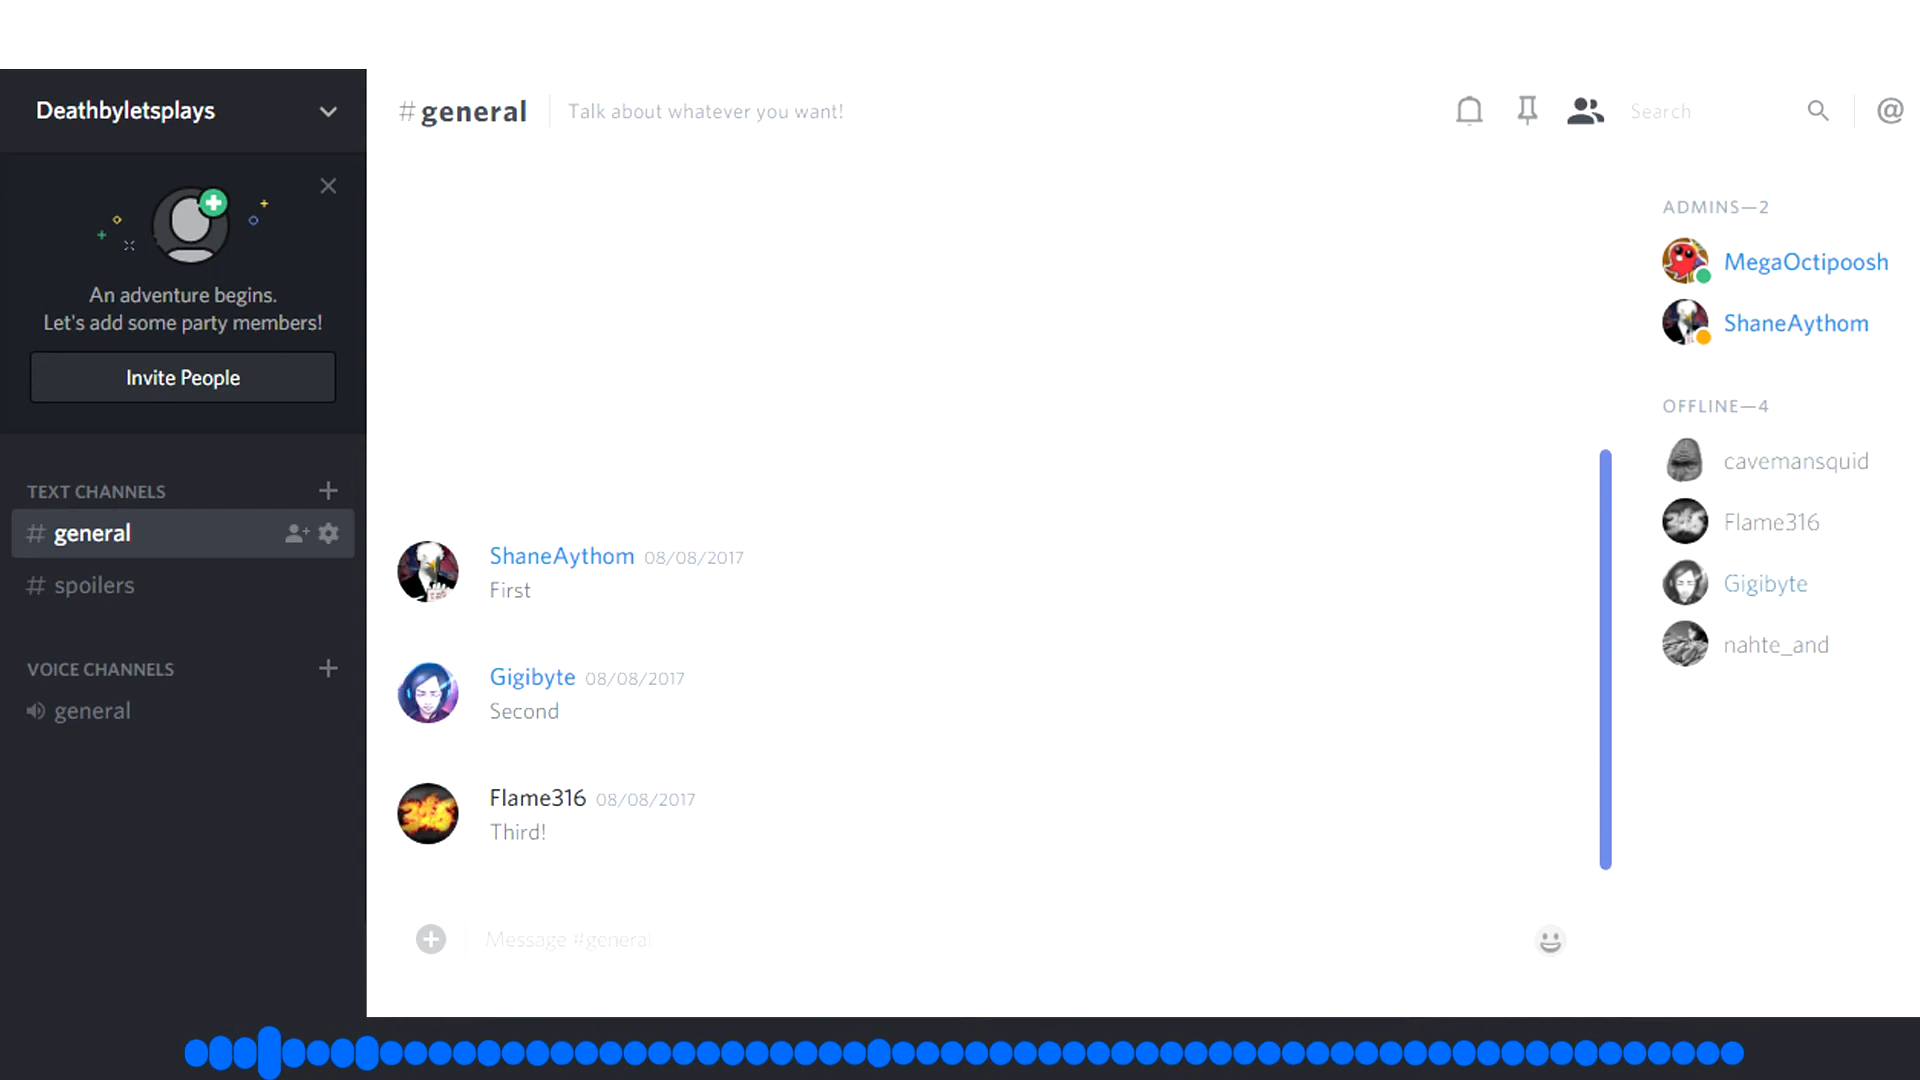 Deathbyletsplays
An adventure begins.
Let's add some party members!
Invite People
TEXT CHANNELS
# general
# spoilers
VOICE CHANNELS
general
# general
Talk about whatever you want!
Search
@
ShaneAythom 08/08/2017
First
Gigibyte 08/08/2017
Second
Flame316 08/08/2017
Third!
Message #general
ADMINS—2
MegaOctipoosh
ShaneAythom
OFFLINE—4
cavemansquid
Flame316
Gigibyte
nahte_and